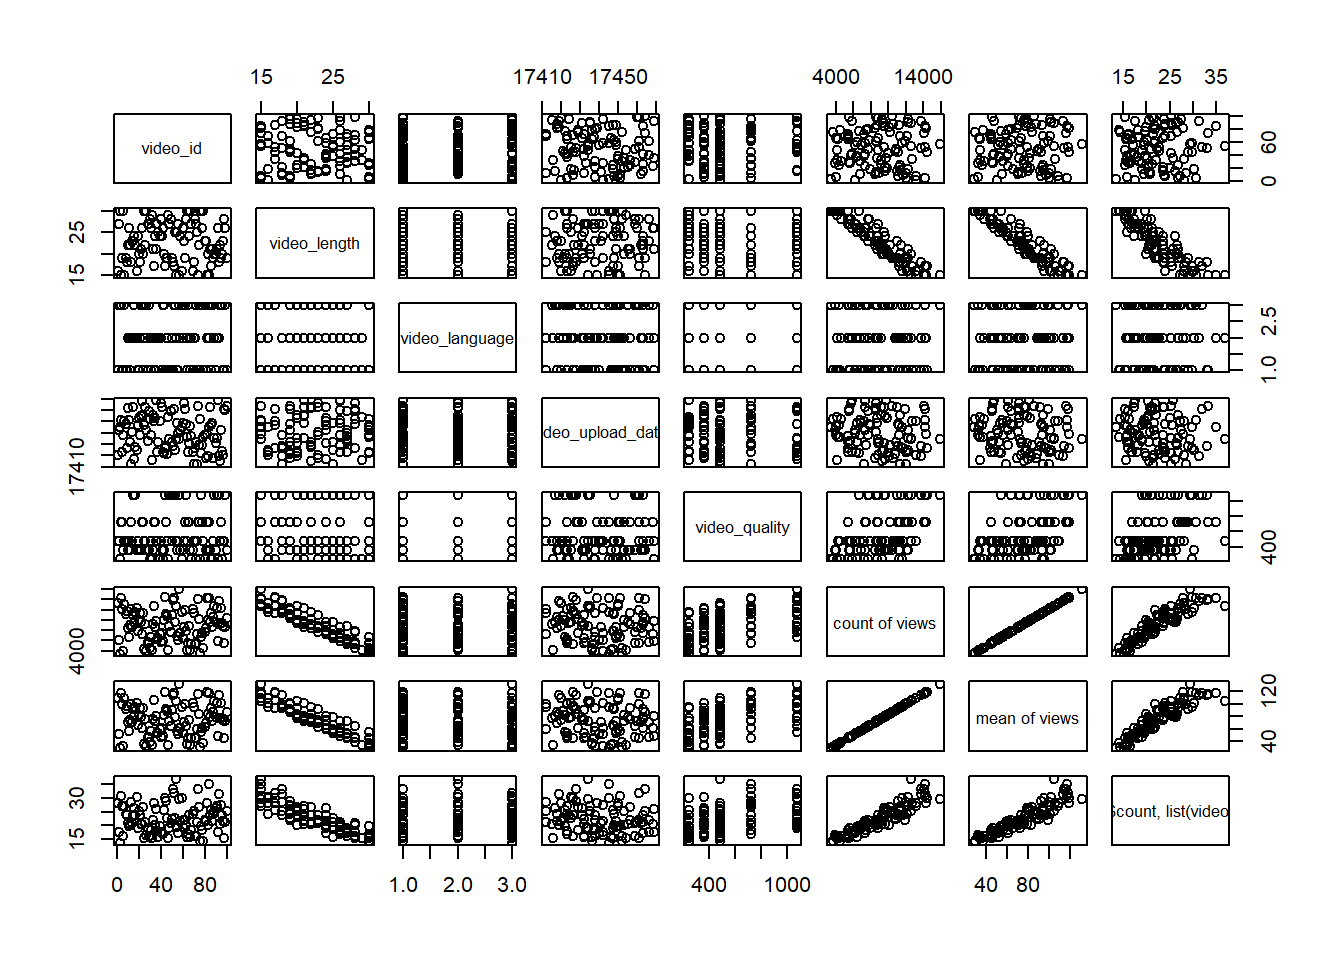 15 25
17410 17450
4000 14000
15 25 35
video_id
0 60
video_length
15 25
video_language
1.0 2.5
deo_upload_dat
17410
video_quality
400
count of views
4000
mean of views
40 120
count, list(video
15 30
0 40 80
1.0 2.0 3.0
400 1000
40 80